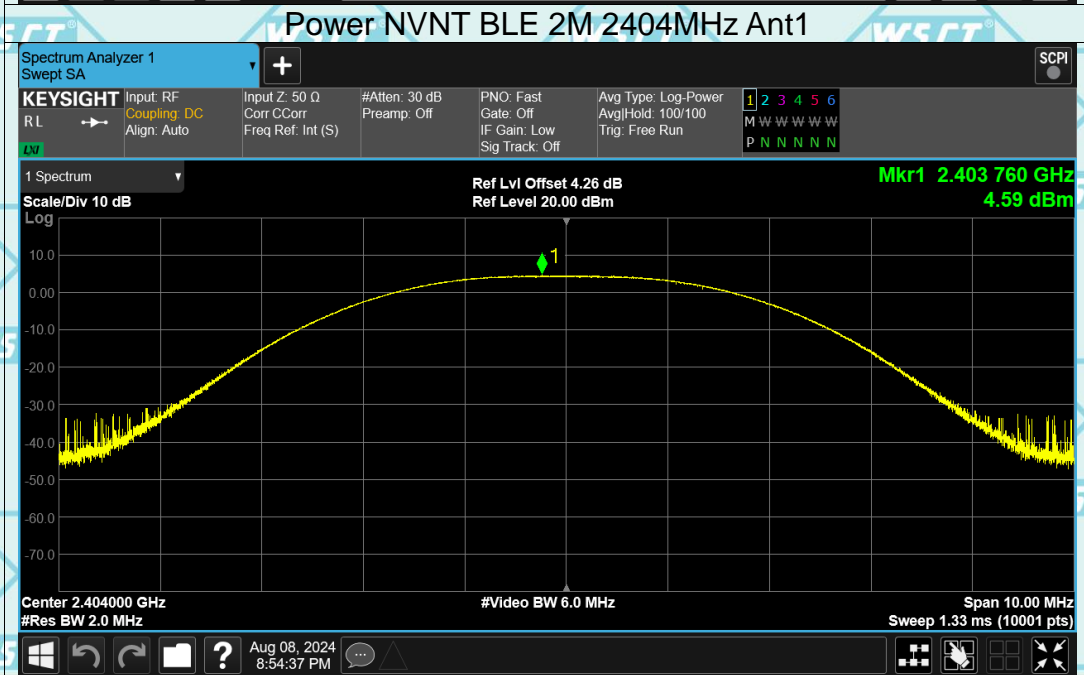 Power NVNT BLE 2M 2404MHz Ant1
WSCT
WSCT
WSCT
Spectrum Analyzer 1
Swept SA
+
SCPI
KEYSIGHT
RL
LXI
Input: RF
Coupling: DC
Align: Auto
Input Z: 50 Ω
Corr CCorr
Freq Ref: Int (S)
#Atten: 30 dB
Preamp: Off
PNO: Fast
Gate: Off
IF Gain: Low
Sig Track: Off
Avg Type: Log-Power
Avg|Hold: 100/100
Trig: Free Run
1 2 3 4 5 6
M W W W W W
P N N N N N
1 Spectrum
Scale/Div 10 dB
Log
Ref Lvl Offset 4.26 dB
Ref Level 20.00 dBm
Mkr1 2.403 760 GHz
4.59 dBm
1
10.0
0.00
-10.0
-20.0
-30.0
-40.0
-50.0
-60.0
-70.0
Center 2.404000 GHz
#Res BW 2.0 MHz
#Video BW 6.0 MHz
Span 10.00 MHz
Sweep 1.33 ms (10001 pts)
?
Aug 08, 2024
8:54:37 PM